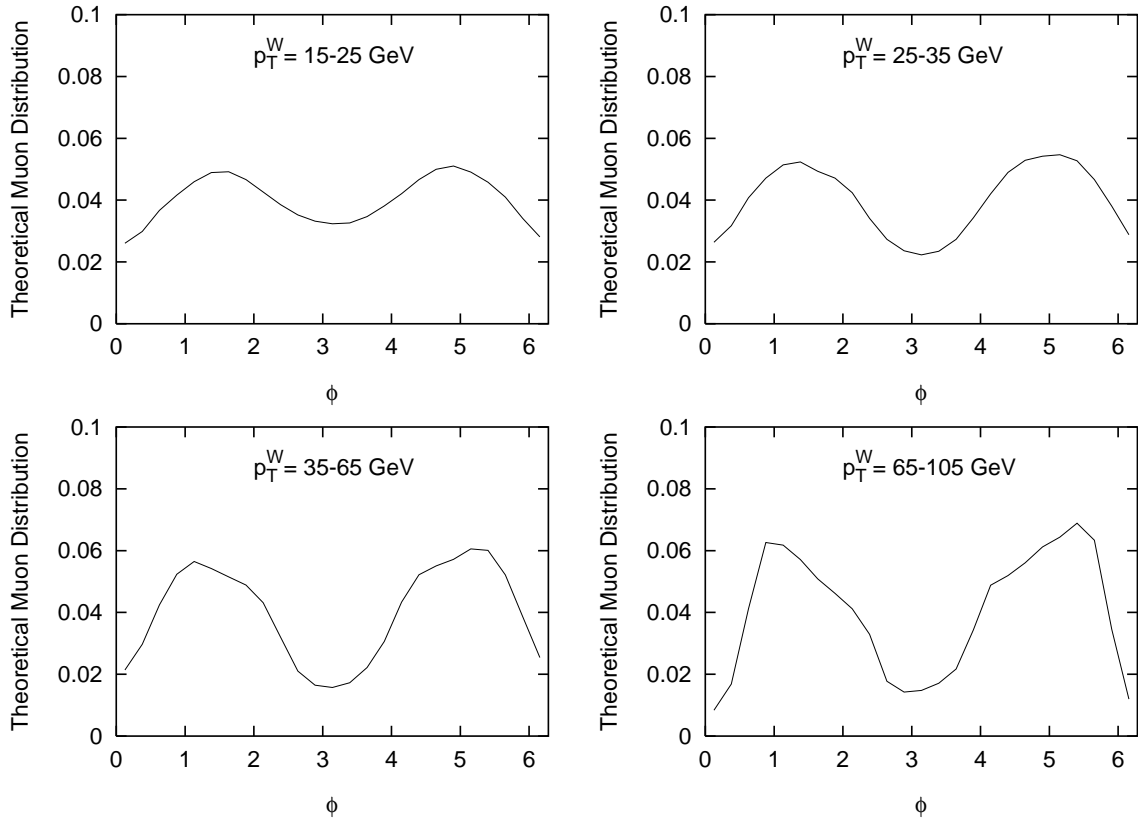 Theoretical Muon Distribution
0.1
0.08
0.06
0.04
0.02
0
p_T^W = 15-25 GeV
0 1 2 3 4 5 6
ϕ
Theoretical Muon Distribution
0.1
0.08
0.06
0.04
0.02
0
p_T^W = 25-35 GeV
0 1 2 3 4 5 6
ϕ
Theoretical Muon Distribution
0.1
0.08
0.06
0.04
0.02
0
p_T^W = 35-65 GeV
0 1 2 3 4 5 6
ϕ
Theoretical Muon Distribution
0.1
0.08
0.06
0.04
0.02
0
p_T^W = 65-105 GeV
0 1 2 3 4 5 6
ϕ